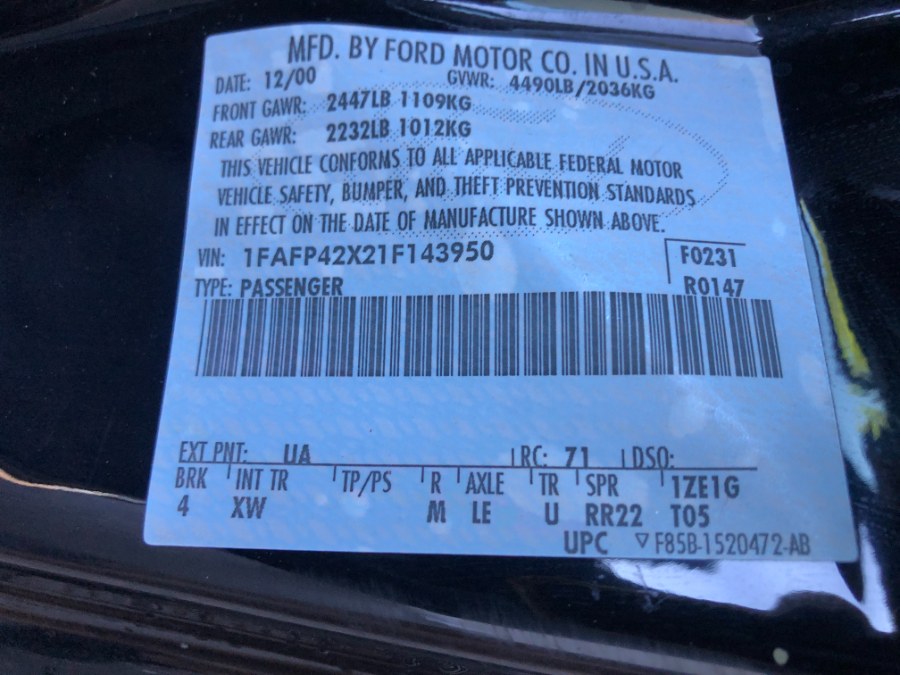 MFD. BY FORD MOTOR CO. IN U.S.A.
DATE: 12/00 GVWR: 4490LB/2036KG
FRONT GAWR: 2447LB 1109KG
REAR GAWR: 2232LB 1012KG
THIS VEHICLE CONFORMS TO ALL APPLICABLE FEDERAL MOTOR
VEHICLE SAFETY, BUMPER, AND THEFT PREVENTION STANDARDS
IN EFFECT ON THE DATE OF MANUFACTURE SHOWN ABOVE.
VIN: 1FAFP42X21F143950 F0231
TYPE: PASSENGER R0147
EXT PNT: UA RC: 71 DSO:
BRK INT TR TP/PS R AXLE TR SPR 1ZE1G
4 XW M LE U RR22 T05
UPC ▽F85B-1520472-AB